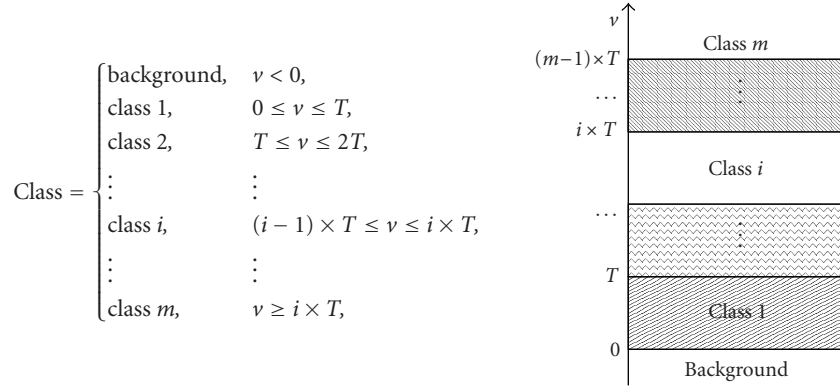 Class =
background, ν < 0,
class 1, 0 ≤ ν ≤ T,
class 2, T ≤ ν ≤ 2T,
⋮ ⋮
class i, (i − 1) × T ≤ ν ≤ i × T,
⋮ ⋮
class m, ν ≥ i × T,
ν
Class m
(m−1)×T
⋮
...
i × T
Class i
...
⋮
T
Class 1
0
Background